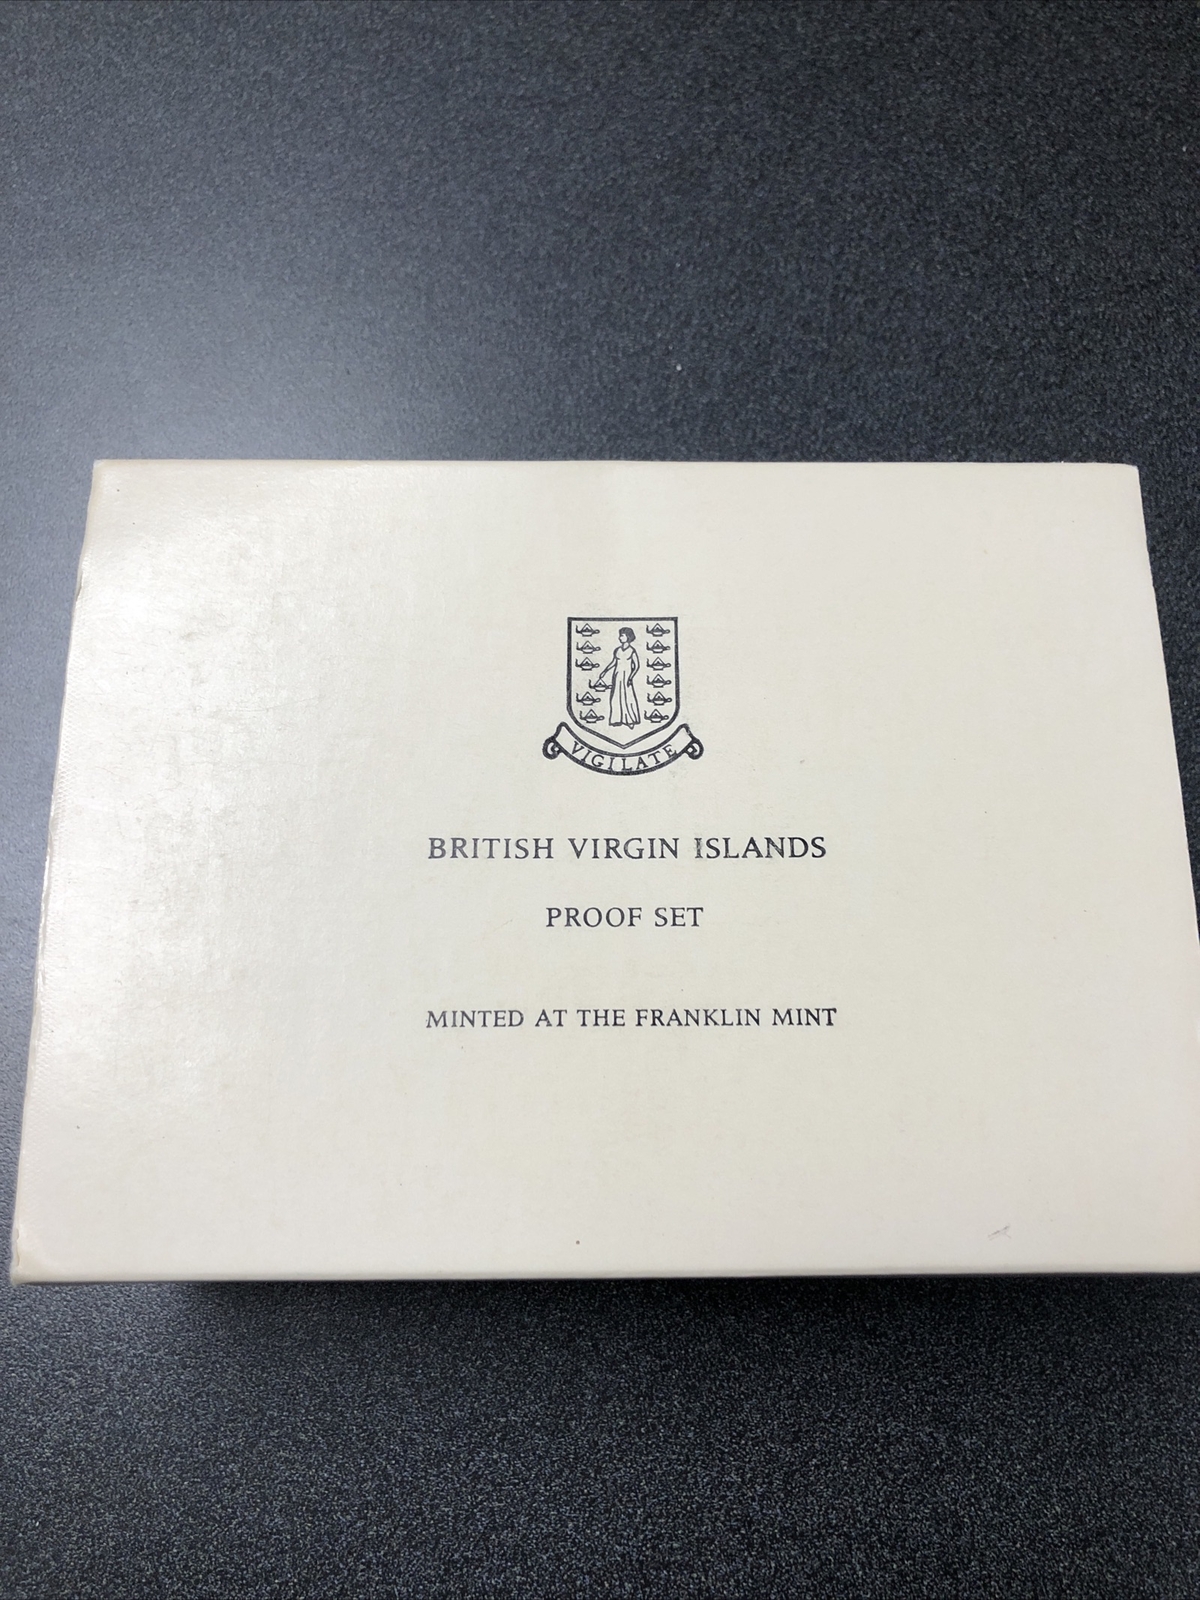 VIGILATE
BRITISH VIRGIN ISLANDS
PROOF SET
MINTED AT THE FRANKLIN MINT